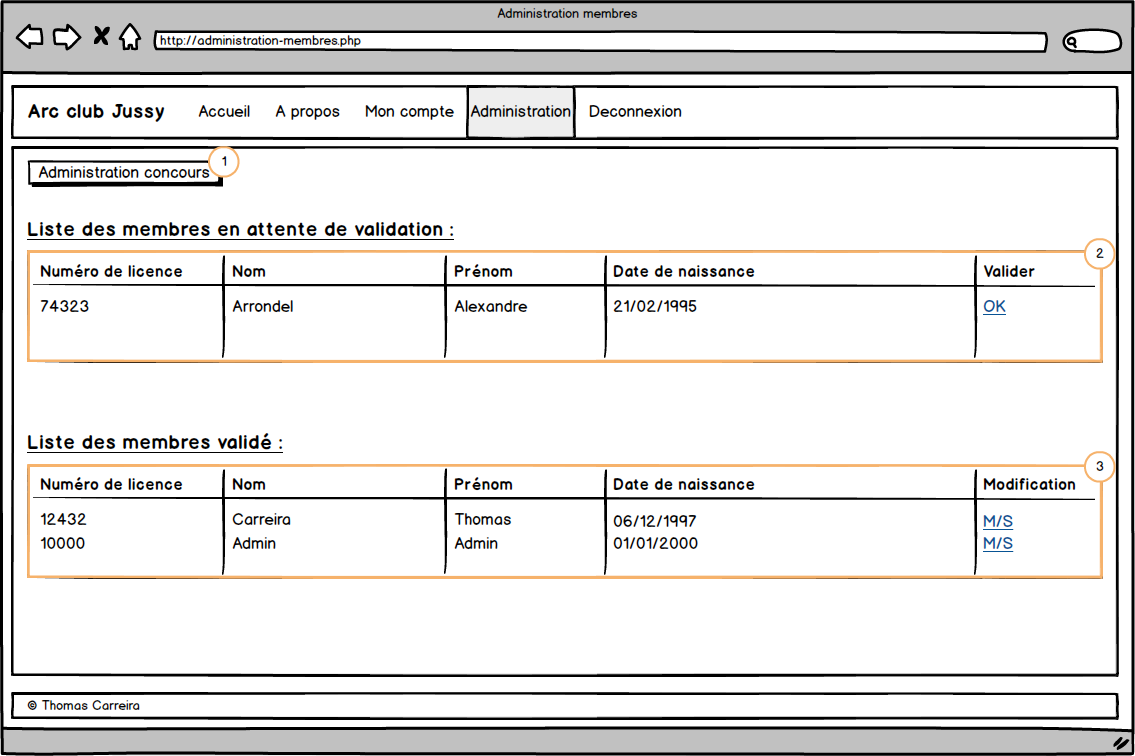 Administration membres
http://administration-membres.php
Arc club Jussy Accueil A propos Mon compte Administration Deconnexion
Administration concours 1
Liste des membres en attente de validation :
2
Numéro de licence Nom Prénom Date de naissance Valider
74323 Arrondel Alexandre 21/02/1995 OK
Liste des membres validé :
3
Numéro de licence Nom Prénom Date de naissance Modification
12432 Carreira Thomas 06/12/1997 M/S
10000 Admin Admin 01/01/2000 M/S
© Thomas Carreira